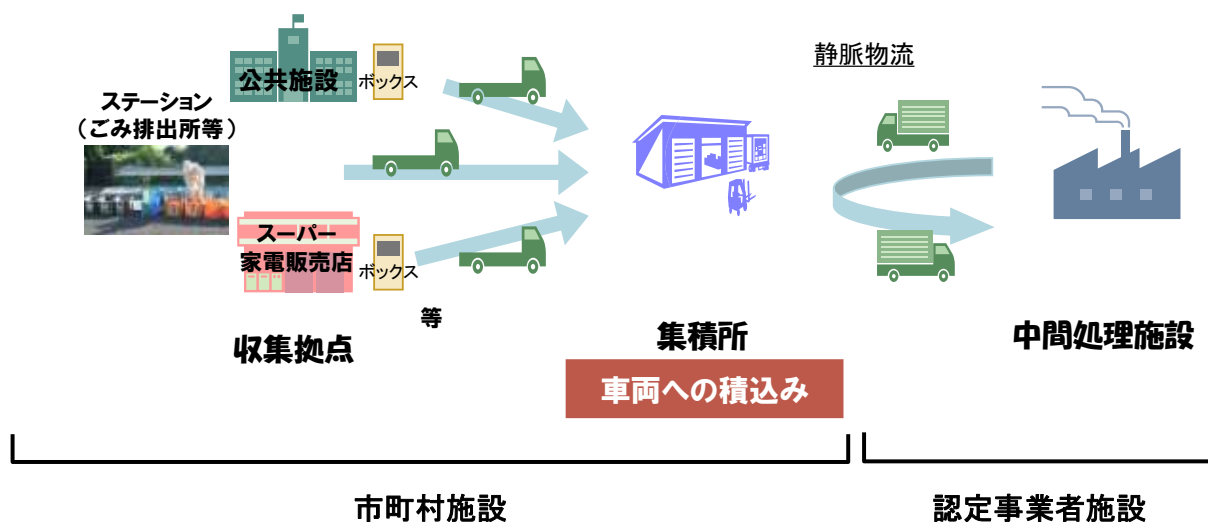 静脈物流
公共施設
ボックス
ステーション
（ごみ排出所等）
スーパー
家電販売店
ボックス
等
収集拠点
集積所
中間処理施設
車両への積込み
市町村施設
認定事業者施設